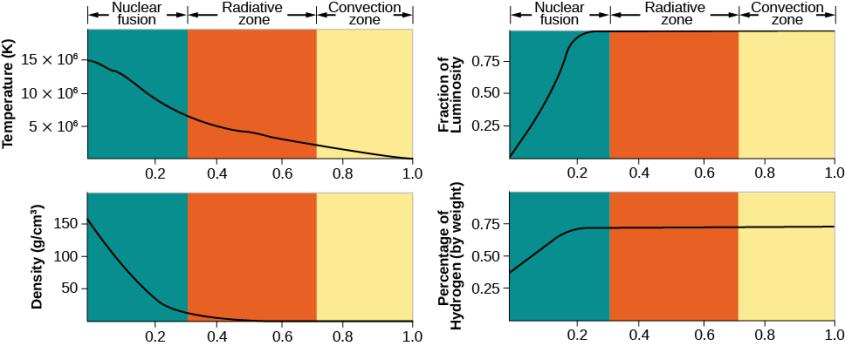 Nuclear fusion
Radiative zone
Convection zone
Temperature (K)
15 × 10⁶
10 × 10⁶
5 × 10⁶
0.2 0.4 0.6 0.8 1.0
Nuclear fusion
Radiative zone
Convection zone
Fraction of
Luminosity
0.75
0.50
0.25
0.2 0.4 0.6 0.8 1.0
Density (g/cm³)
150
100
50
0.2 0.4 0.6 0.8 1.0
Percentage of
Hydrogen (by weight)
0.75
0.50
0.25
0.2 0.4 0.6 0.8 1.0